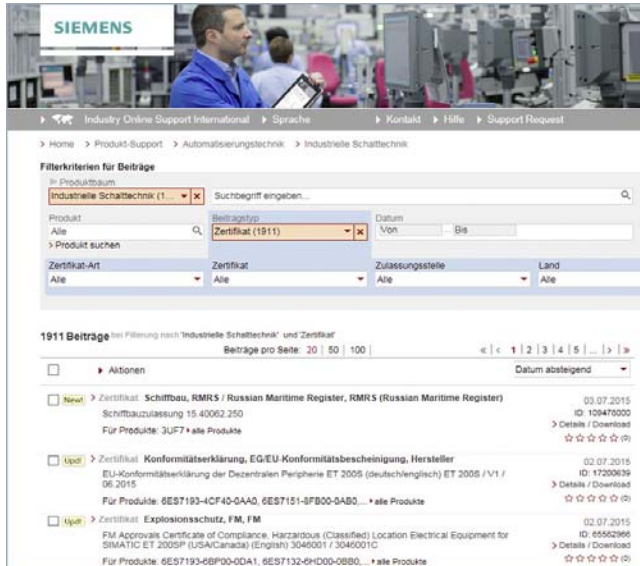 SIEMENS
Industry Online Support International Sprache Kontakt Hilfe Support Request
> Home > Produkt-Support > Automatisierungstechnik > Industrielle Schalttechnik
Filterkriterien für Beiträge
Produktbaum
Industrielle Schalttechnik (1... Suchbegriff eingeben...
Produkt Beitragstyp Datum
Alle Zertifikat (1911) Von ... Bis
> Produkt suchen
Zertifikat-Art Zertifikat Zulassungsstelle Land
Alle Alle Alle Alle
1911 Beiträge bei Filterung nach 'Industrielle Schalttechnik' und 'Zertifikat'
Beiträge pro Seite: 20 | 50 | 100 | « | < 1 | 2 | 3 | 4 | 5 | ... | > | »
Aktionen Datum absteigend
New! > Zertifikat Schiffbau, RMRS / Russian Maritime Register, RMRS (Russian Maritime Register) 03.07.2015
Schiffbauzulassung 15.40062.250 ID: 109476000
Für Produkte: 3UF7 alle Produkte > Details / Download
(0)
Upd! > Zertifikat Konformitätserklärung, EG/EU-Konformitätsbescheinigung, Hersteller 02.07.2015
EU-Konformitätserklärung der Dezentralen Peripherie ET 200S (deutsch/englisch) ET 200S / V1 / ID: 17200639
06.2015 > Details / Download
Für Produkte: 6ES7193-4CF40-0AA0, 6ES7151-8FB00-0AB0,... alle Produkte (0)
Upd! > Zertifikat Explosionsschutz, FM, FM 02.07.2015
FM Approvals Certificate of Compliance, Harzardous (Classified) Location Electrical Equipment for ID: 65562966
SIMATIC ET 200SP (USA/Canada) (English) 3046001 / 3046001C > Details / Download
Für Produkte: 6ES7193-6BP00-0DA1, 6ES7132-6HD00-0BB0,... alle Produkte (0)